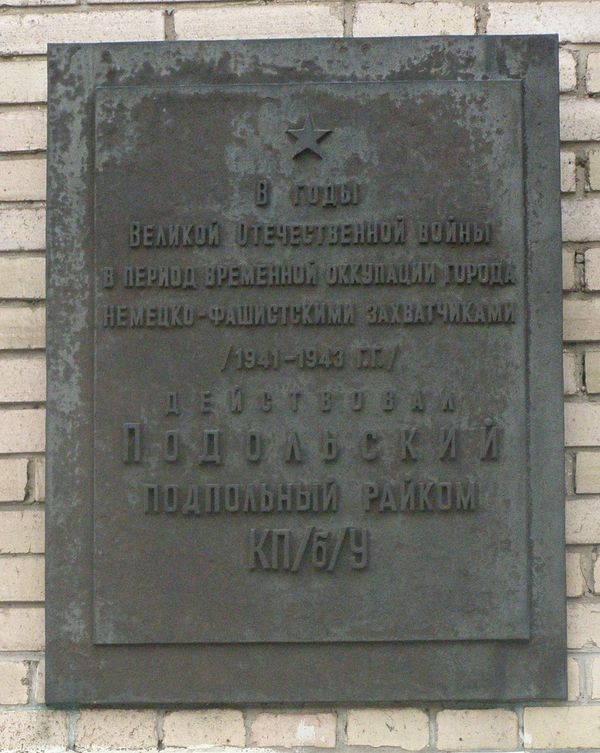 В годы
Великой Отечественной войны
в период временной оккупации города
немецко-фашистскими захватчиками
/1941-1943 г.г./
действовал
Подольский
подпольный райком
КП/б/У